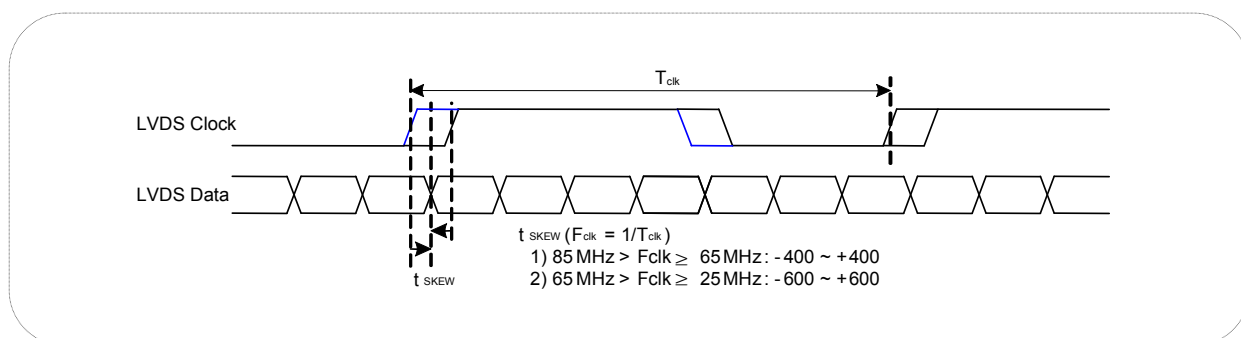 Tclk
LVDS Clock
LVDS Data
t SKEW (Fclk = 1/Tclk)
1) 85 MHz > Fclk ≥ 65 MHz : -400 ~ +400
2) 65 MHz > Fclk ≥ 25 MHz : -600 ~ +600
t SKEW